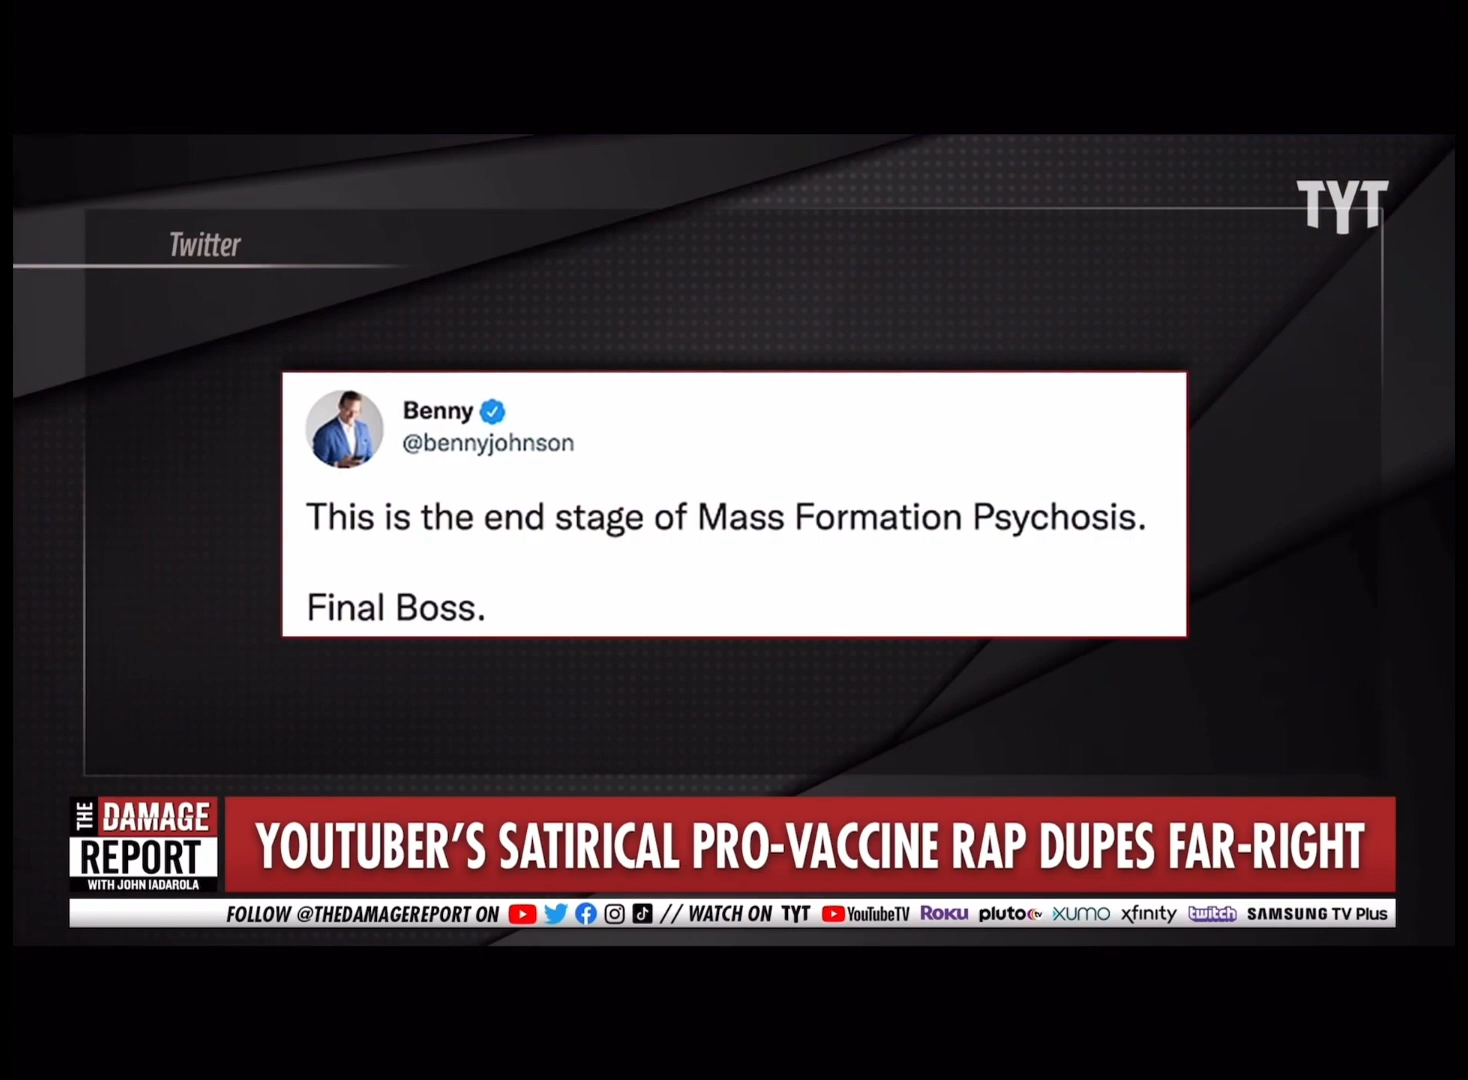 TYT
Twitter
Benny
@bennyjohnson
This is the end stage of Mass Formation Psychosis.
Final Boss.
THE DAMAGE REPORT
WITH JOHN IADAROLA
YOUTUBER'S SATIRICAL PRO-VACCINE RAP DUPES FAR-RIGHT
FOLLOW @THEDAMAGEREPORT ON // WATCH ON TYT YouTubeTV ROKU pluto tv XUMO xfinity twitch SAMSUNG TV Plus